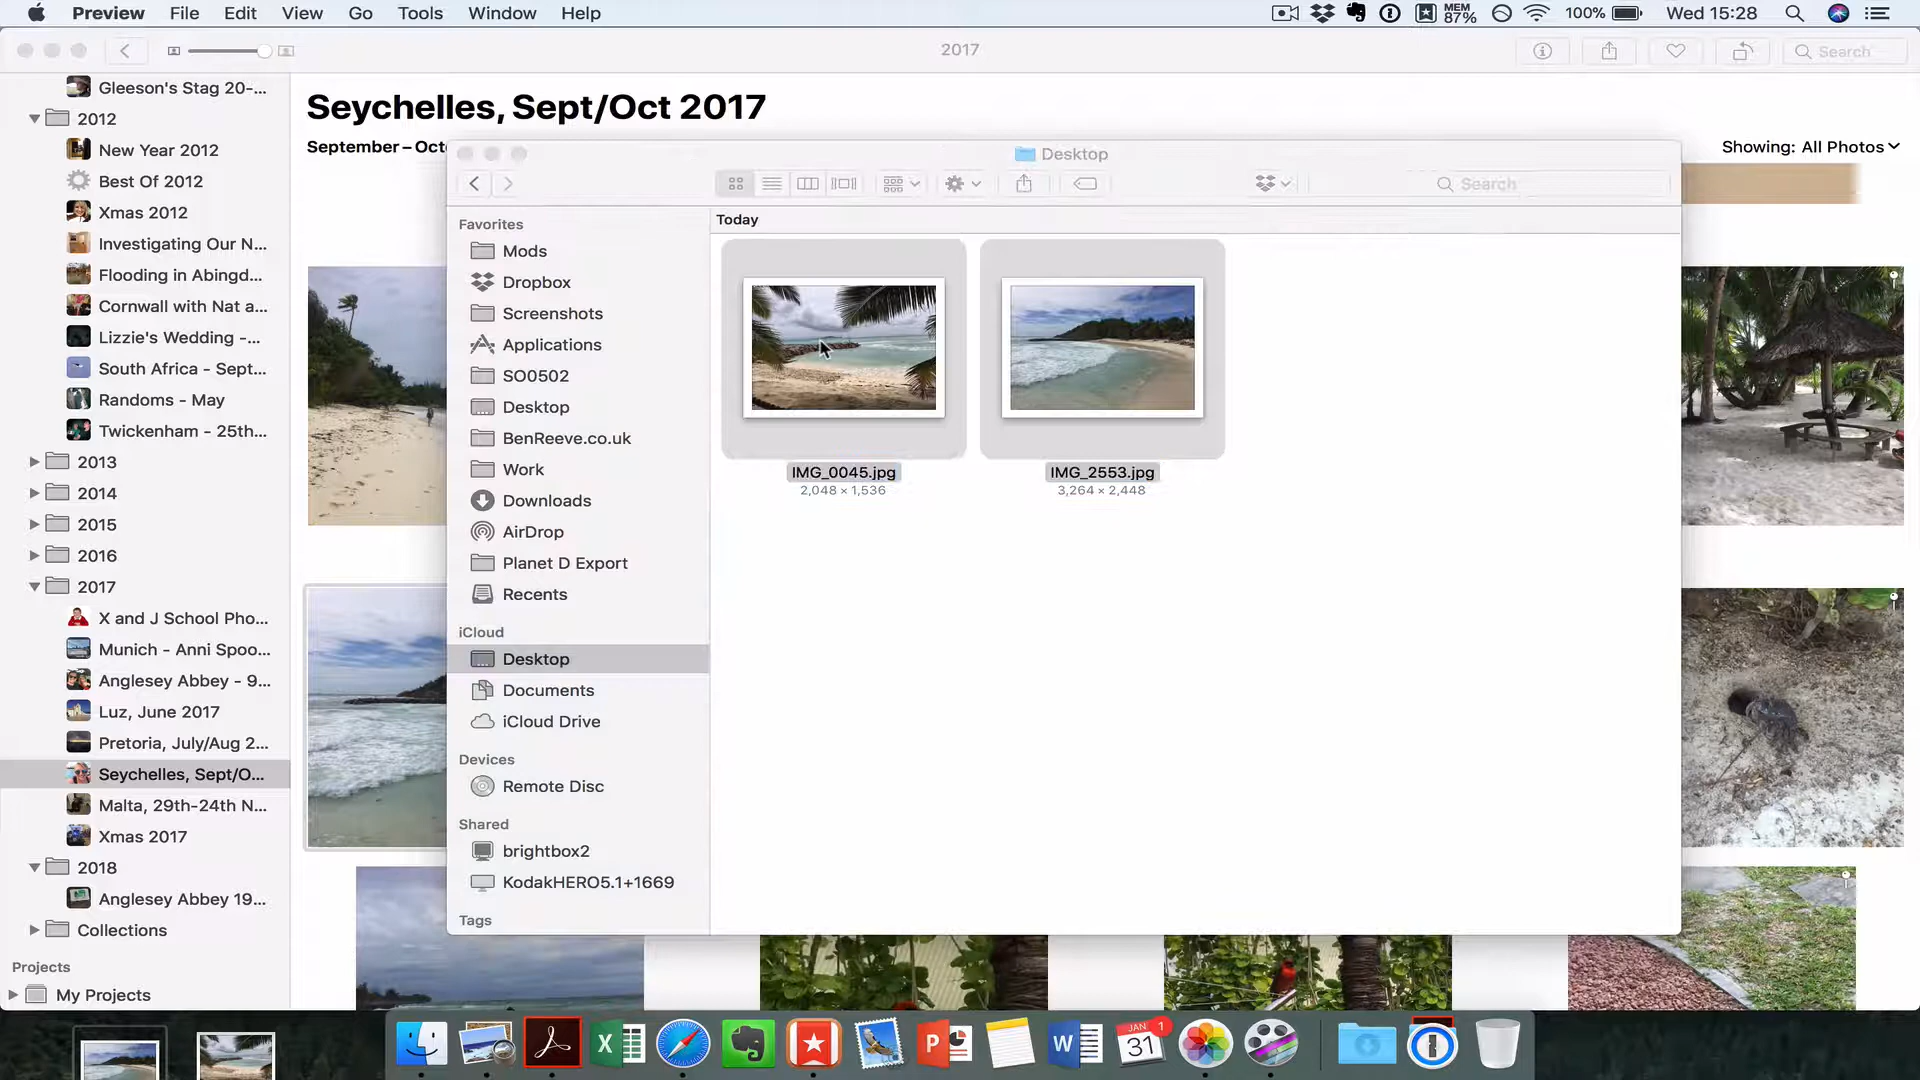 Preview File Edit View Go Tools Window Help
MEM 87% 100% Wed 15:28
2017
Search
Gleeson's Stag 20-...
2012
New Year 2012
Best Of 2012
Xmas 2012
Investigating Our N...
Flooding in Abingd...
Cornwall with Nat a...
Lizzie's Wedding -...
South Africa - Sept...
Randoms - May
Twickenham - 25th...
2013
2014
2015
2016
2017
X and J School Pho...
Munich - Anni Spoo...
Anglesey Abbey - 9...
Luz, June 2017
Pretoria, July/Aug 2...
Seychelles, Sept/O...
Malta, 29th-24th N...
Xmas 2017
2018
Anglesey Abbey 19...
Collections
Projects
My Projects
Seychelles, Sept/Oct 2017
September – Octo
Showing: All Photos
Desktop
Search
Favorites
Mods
Dropbox
Screenshots
Applications
SO0502
Desktop
BenReeve.co.uk
Work
Downloads
AirDrop
Planet D Export
Recents
iCloud
Desktop
Documents
iCloud Drive
Devices
Remote Disc
Shared
brightbox2
KodakHERO5.1+1669
Tags
Today
IMG_0045.jpg
2,048 × 1,536
IMG_2553.jpg
3,264 × 2,448
X
P
W
JAN
31
1